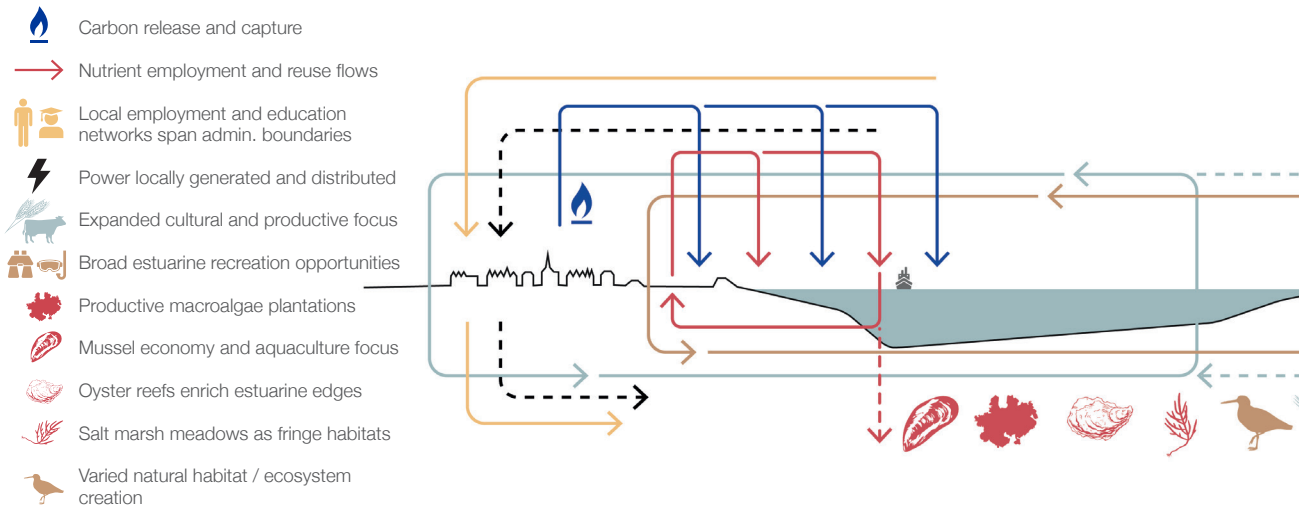 Carbon release and capture
Nutrient employment and reuse flows
Local employment and education
networks span admin. boundaries
Power locally generated and distributed
Expanded cultural and productive focus
Broad estuarine recreation opportunities
Productive macroalgae plantations
Mussel economy and aquaculture focus
Oyster reefs enrich estuarine edges
Salt marsh meadows as fringe habitats
Varied natural habitat / ecosystem
creation